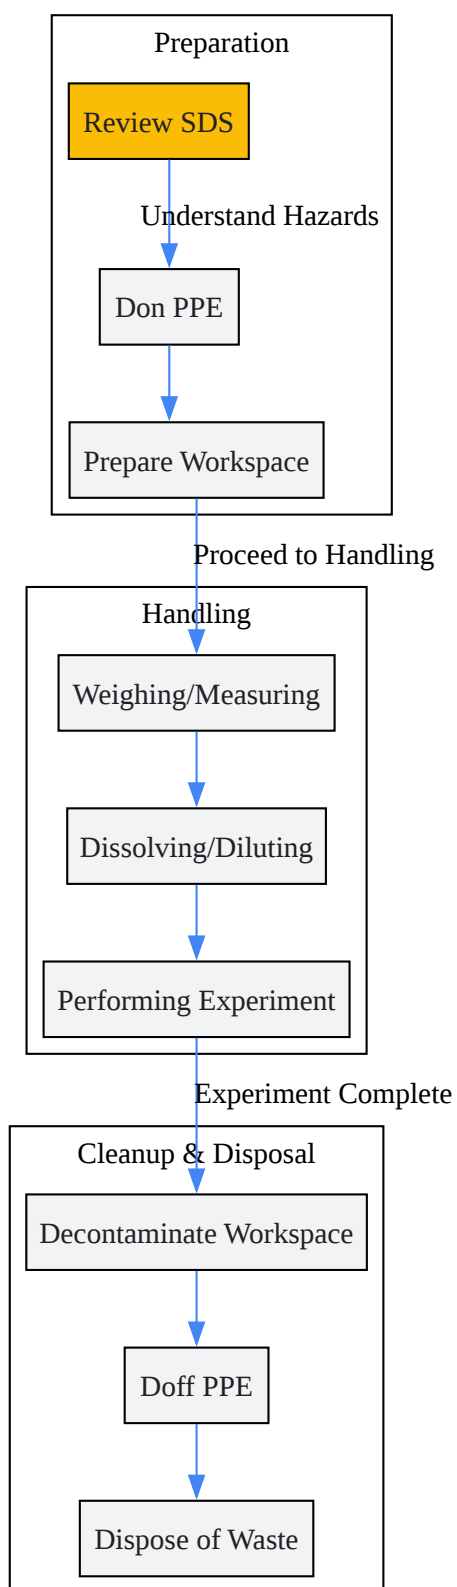 Preparation
Review SDS
Understand Hazards
Don PPE
Prepare Workspace
Proceed to Handling
Handling
Weighing/Measuring
Dissolving/Diluting
Performing Experiment
Experiment Complete
Cleanup & Disposal
Decontaminate Workspace
Doff PPE
Dispose of Waste